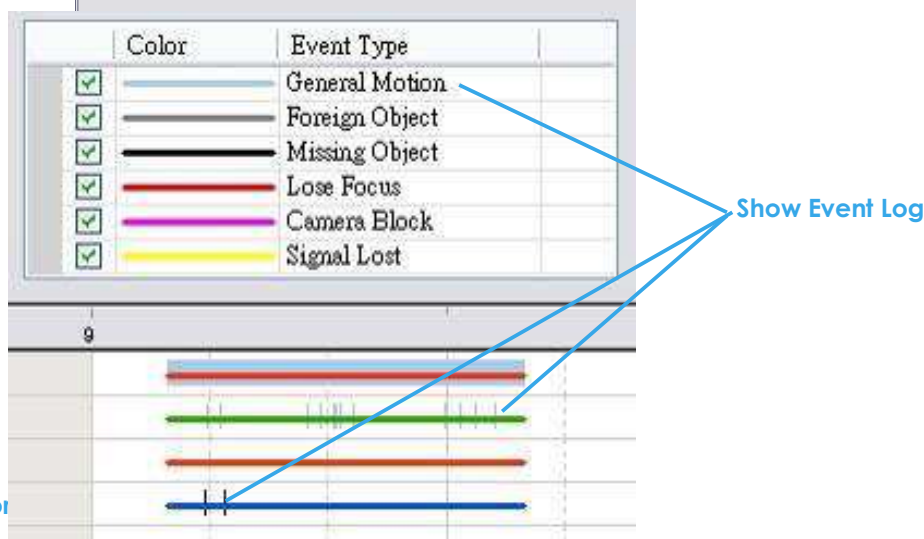 Color Event Type
General Motion
Foreign Object
Missing Object
Lose Focus
Camera Block
Signal Lost
Show Event Log
9